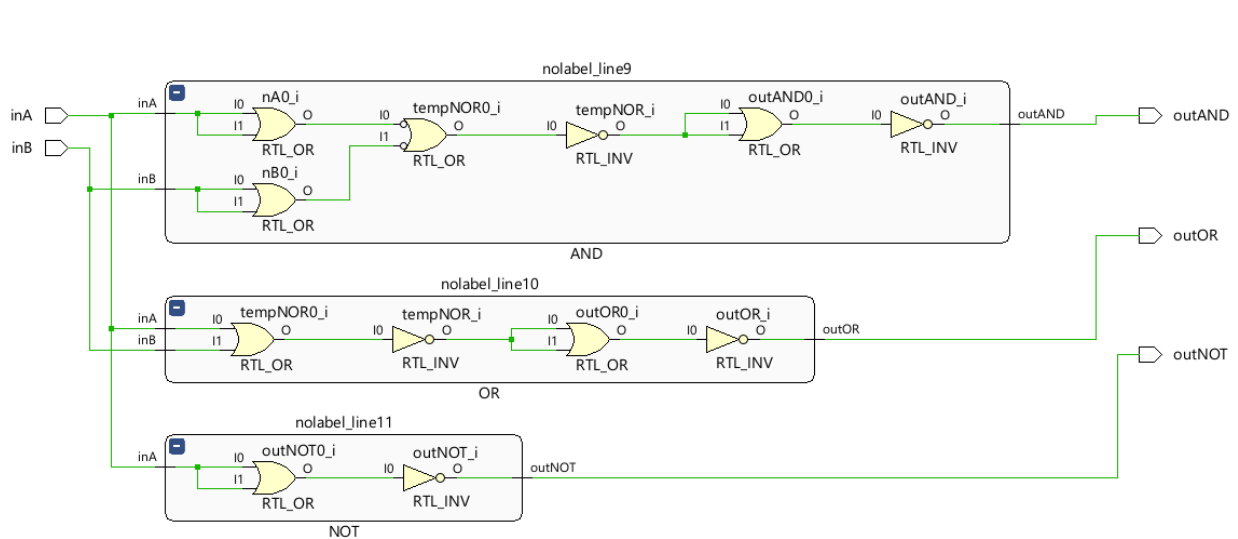 nolabel_line9
inA
inB
inA
I0
I1
nA0_i
O
RTL_OR
I0
I1
tempNOR0_i
O
RTL_OR
I0
tempNOR_i
O
RTL_INV
I0
I1
outAND0_i
O
RTL_OR
I0
outAND_i
O
RTL_INV
outAND
outAND
inB
I0
I1
nB0_i
O
RTL_OR
AND
outOR
nolabel_line10
inA
inB
I0
I1
tempNOR0_i
O
RTL_OR
I0
tempNOR_i
O
RTL_INV
I0
I1
outOR0_i
O
RTL_OR
I0
outOR_i
O
RTL_INV
outOR
OR
outNOT
nolabel_line11
inA
I0
I1
outNOT0_i
O
RTL_OR
I0
outNOT_i
O
RTL_INV
outNOT
NOT